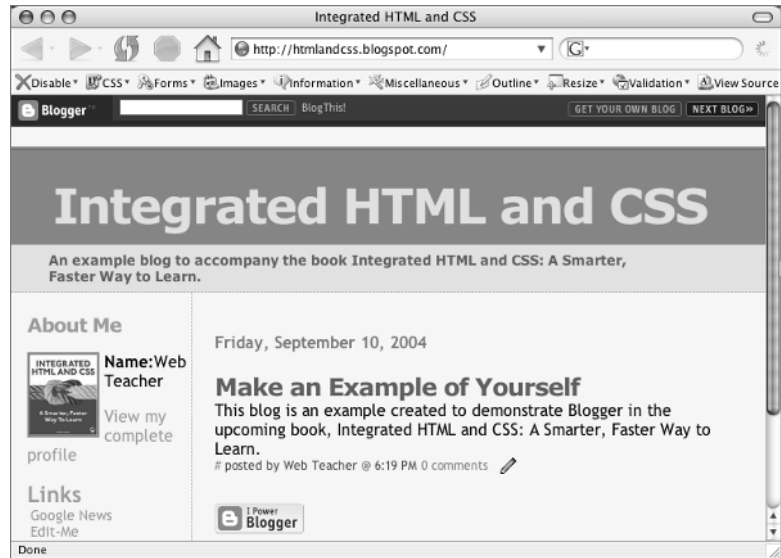 Integrated HTML and CSS
http://htmlandcss.blogspot.com/
G
Disable CSS Forms Images Information Miscellaneous Outline Resize Validation View Source
Blogger SEARCH BlogThis! GET YOUR OWN BLOG NEXT BLOG»
Integrated HTML and CSS
An example blog to accompany the book Integrated HTML and CSS: A Smarter,
Faster Way to Learn.
About Me
INTEGRATED
HTML AND CSS
A Smarter, Faster
Way To Learn
Name:Web
Teacher
View my
complete
profile
Links
Google News
Edit-Me
Friday, September 10, 2004
Make an Example of Yourself
This blog is an example created to demonstrate Blogger in the
upcoming book, Integrated HTML and CSS: A Smarter, Faster Way to
Learn.
# posted by Web Teacher @ 6:19 PM 0 comments
I Power
Blogger
Done